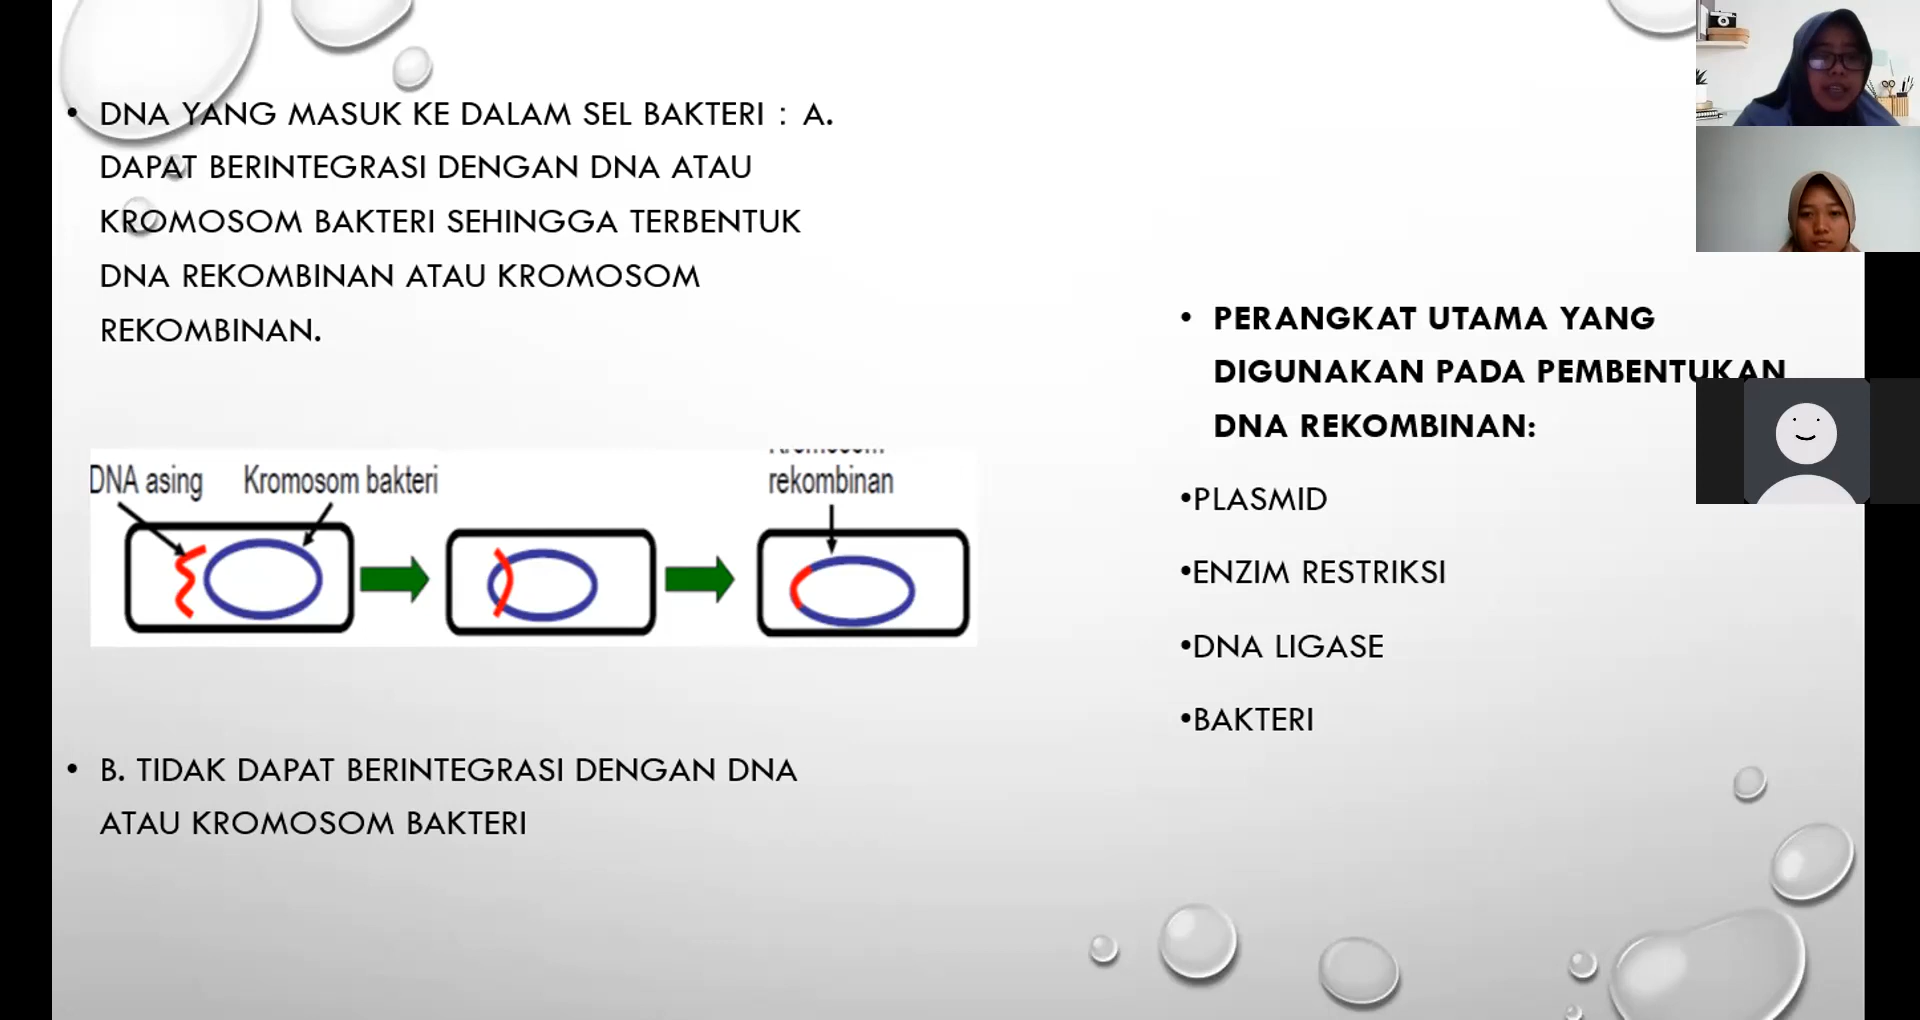 • DNA YANG MASUK KE DALAM SEL BAKTERI : A.
DAPAT BERINTEGRASI DENGAN DNA ATAU
KROMOSOM BAKTERI SEHINGGA TERBENTUK
DNA REKOMBINAN ATAU KROMOSOM
REKOMBINAN.
DNA asing
Kromosom bakteri
rekombinan
• B. TIDAK DAPAT BERINTEGRASI DENGAN DNA
ATAU KROMOSOM BAKTERI
• PERANGKAT UTAMA YANG
DIGUNAKAN PADA PEMBENTUKAN
DNA REKOMBINAN:
•PLASMID
•ENZIM RESTRIKSI
•DNA LIGASE
•BAKTERI